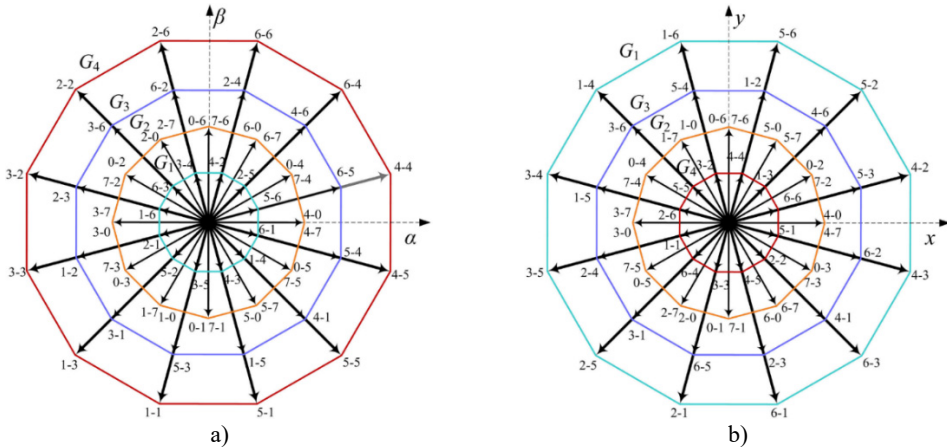 β
2-6 6-6
G4
2-2 6-4
6-2 2-4
G3
3-6 4-6
G2 2-7 0-6 7-6 6-0
2-0
G1 3-4 4-2
0-2 0-4
7-2 2-5 7-4
3-2 6-3 5-6 6-5 4-4
2-3
1-6
3-7 4-0
3-0 6-1 4-7
α
2-1
1-2 5-2 1-4 5-4
3-3 7-3 4-3 0-5 4-5
0-3 3-5 7-5
1-7 5-7
1-0 0-1 7-1 5-0
3-1 4-1
5-3 1-5
1-3 5-5
1-1 5-1
a)
y
1-6 5-6
G1
1-4 5-2
5-4 1-2
G3
3-6 4-6
G2 1-0 0-6 7-6 5-0
1-7 5-7
G4 3-2 4-4
0-4 0-2
7-4 5-5 1-3 7-2
3-4 5-6 5-3 4-2
1-5
2-6
3-7 4-0
3-0 5-1 4-7
x
1-1
2-4 2-2 6-2
3-5 7-5 6-4 0-3 4-3
0-5 3-3 7-3
2-7 6-7
2-0 0-1 7-1 6-0
3-1 4-1
6-5 2-3
2-5 6-3
2-1 6-1
b)